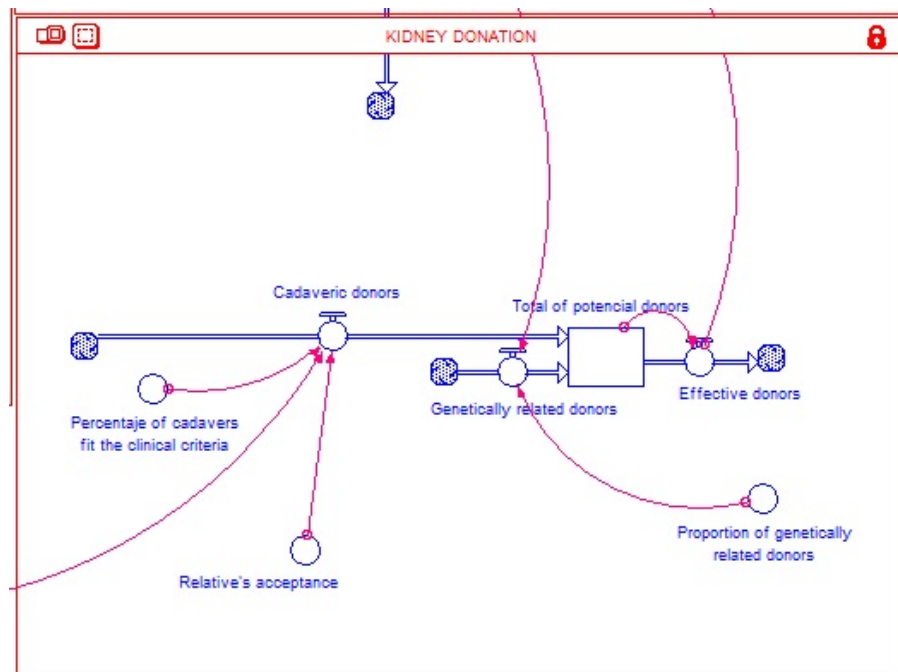 KIDNEY DONATION
Cadaveric donors
Total of potencial donors
Genetically related donors
Effective donors
Percentaje of cadavers
fit the clinical criteria
Proportion of genetically
related donors
Relative's acceptance